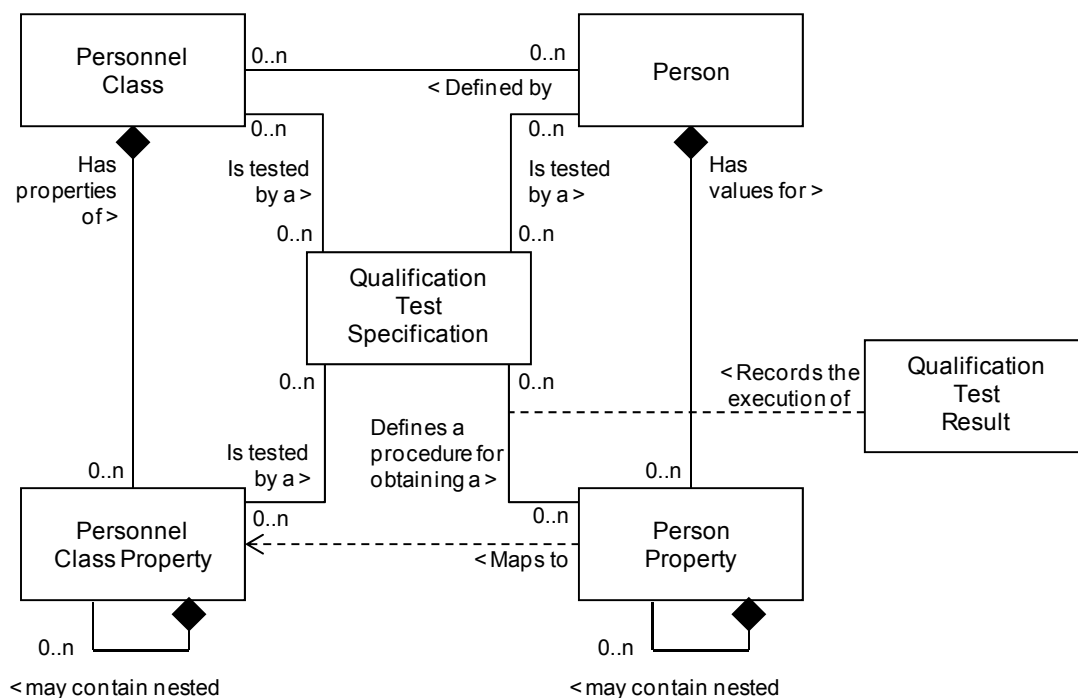 Personnel
Class
0..n
0..n
< Defined by
Person
0..n
Has
properties
of >
Is tested
by a >
0..n
0..n
Is tested
by a >
0..n
Has
values for >
Qualification
Test
Specification
0..n
0..n
< Records the
execution of
Qualification
Test
Result
Defines a
procedure for
obtaining a >
Is tested
by a >
0..n
0..n
0..n
0..n
Personnel
Class Property
< Maps to
Person
Property
0..n
< may contain nested
0..n
< may contain nested